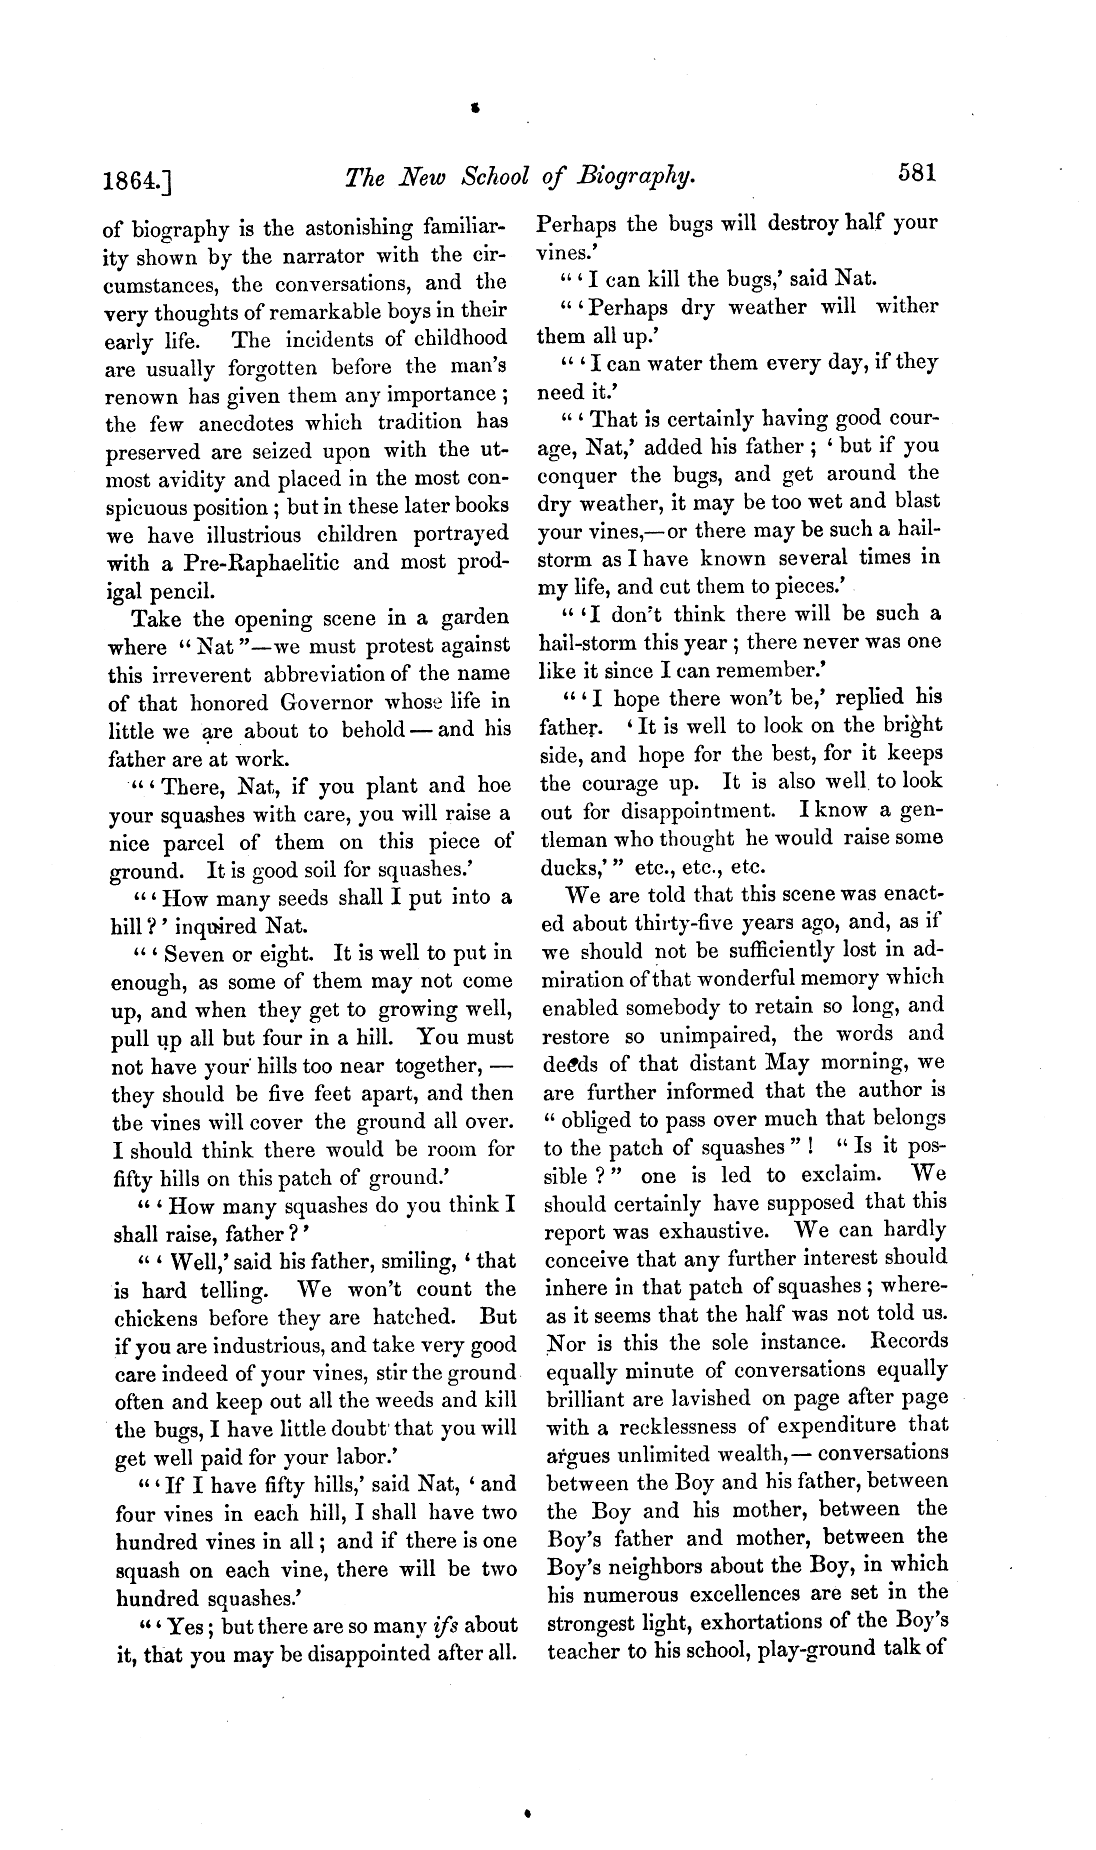 1864.] The New School of Biography. 581
of biography is the astonishing familiar-
ity shown by the narrator with the cir-
cumstances, the conversations, and the
very thoughts of remarkable boys in their
early life. The incidents of childhood
are usually forgotten before the man's
renown has given them any importance ;
the few anecdotes which tradition has
preserved are seized upon with the ut-
most avidity and placed in the most con-
spicuous position ; but in these later books
we have illustrious children portrayed
with a Pre-Raphaelitic and most prod-
igal pencil.
Take the opening scene in a garden
where “ Nat ”—we must protest against
this irreverent abbreviation of the name
of that honored Governor whose life in
little we are about to behold — and his
father are at work.
“ ‘ There, Nat, if you plant and hoe
your squashes with care, you will raise a
nice parcel of them on this piece of
ground. It is good soil for squashes.’
“ ‘ How many seeds shall I put into a
hill ? ’ inquired Nat.
“ ‘ Seven or eight. It is well to put in
enough, as some of them may not come
up, and when they get to growing well,
pull up all but four in a hill. You must
not have your hills too near together, —
they should be five feet apart, and then
the vines will cover the ground all over.
I should think there would be room for
fifty hills on this patch of ground.’
“ ‘ How many squashes do you think I
shall raise, father ? ’
“ ‘ Well,’ said his father, smiling, ‘ that
is hard telling. We won't count the
chickens before they are hatched. But
if you are industrious, and take very good
care indeed of your vines, stir the ground
often and keep out all the weeds and kill
the bugs, I have little doubt that you will
get well paid for your labor.’
“ ‘ If I have fifty hills,’ said Nat, ‘ and
four vines in each hill, I shall have two
hundred vines in all ; and if there is one
squash on each vine, there will be two
hundred squashes.’
“ ‘ Yes ; but there are so many ifs about
it, that you may be disappointed after all.
Perhaps the bugs will destroy half your
vines.’
“ ‘ I can kill the bugs,’ said Nat.
“ ‘ Perhaps dry weather will wither
them all up.’
“ ‘ I can water them every day, if they
need it.’
“ ‘ That is certainly having good cour-
age, Nat,’ added his father ; ‘ but if you
conquer the bugs, and get around the
dry weather, it may be too wet and blast
your vines,—or there may be such a hail-
storm as I have known several times in
my life, and cut them to pieces.’
“ ‘ I don't think there will be such a
hail-storm this year ; there never was one
like it since I can remember.’
“ ‘ I hope there won't be,’ replied his
father. ‘ It is well to look on the bright
side, and hope for the best, for it keeps
the courage up. It is also well to look
out for disappointment. I know a gen-
tleman who thought he would raise some
ducks,’ ” etc., etc., etc.
We are told that this scene was enact-
ed about thirty-five years ago, and, as if
we should not be sufficiently lost in ad-
miration of that wonderful memory which
enabled somebody to retain so long, and
restore so unimpaired, the words and
deeds of that distant May morning, we
are further informed that the author is
“ obliged to pass over much that belongs
to the patch of squashes ” ! “ Is it pos-
sible ? ” one is led to exclaim. We
should certainly have supposed that this
report was exhaustive. We can hardly
conceive that any further interest should
inhere in that patch of squashes ; where-
as it seems that the half was not told us.
Nor is this the sole instance. Records
equally minute of conversations equally
brilliant are lavished on page after page
with a recklessness of expenditure that
argues unlimited wealth,— conversations
between the Boy and his father, between
the Boy and his mother, between the
Boy's father and mother, between the
Boy's neighbors about the Boy, in which
his numerous excellences are set in the
strongest light, exhortations of the Boy's
teacher to his school, play-ground talk of